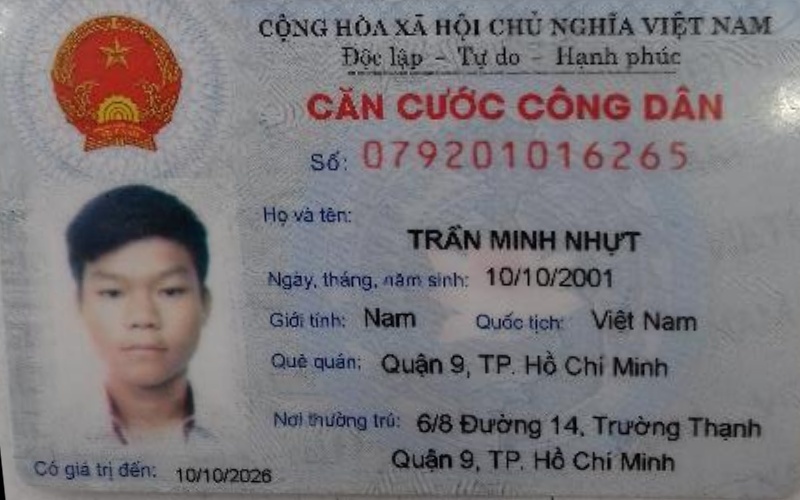 CỘNG HÒA XÃ HỘI CHỦ NGHĨA VIỆT NAM
Độc lập - Tự do - Hạnh phúc
CĂN CƯỚC CÔNG DÂN
Số: 079201016265
Họ và tên:
TRẦN MINH NHỰT
Ngày, tháng, năm sinh: 10/10/2001
Giới tính: Nam Quốc tịch: Việt Nam
Quê quán: Quận 9, TP. Hồ Chí Minh
Nơi thường trú: 6/8 Đường 14, Trường Thạnh
Quận 9, TP. Hồ Chí Minh
Có giá trị đến: 10/10/2026